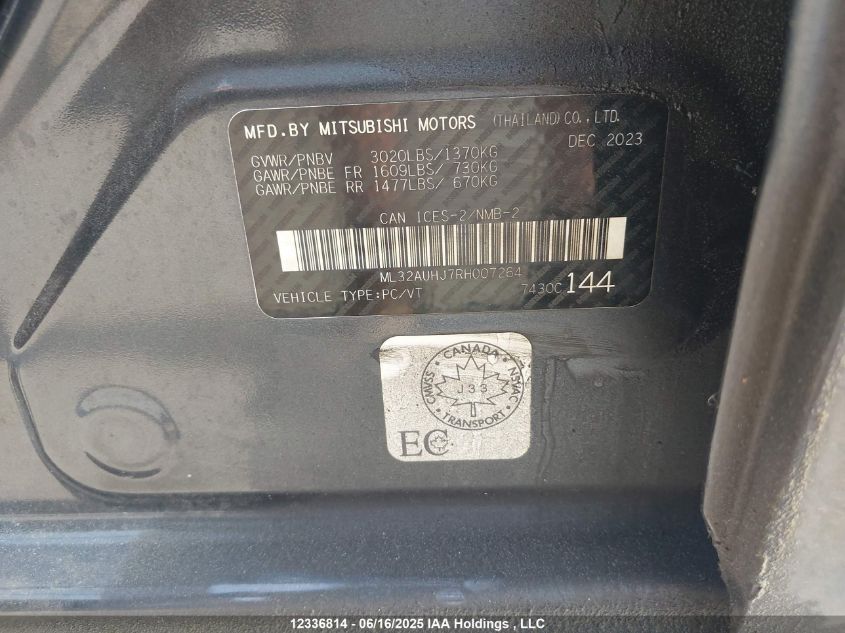 MFD.BY MITSUBISHI MOTORS (THAILAND) CO., LTD.
DEC 2023
GVWR/PNBV 3020LBS/1370KG
GAWR/PNBE FR 1609LBS/ 730KG
GAWR/PNBE RR 1477LBS/ 670KG
CAN ICES-2/NMB-2
ML32AUHJ7RH007264
VEHICLE TYPE:PC/VT 7430C 144
CANADA
CMVSS NSVAC
J33
TRANSPORT
EC
12336814 - 06/16/2025 IAA Holdings , LLC